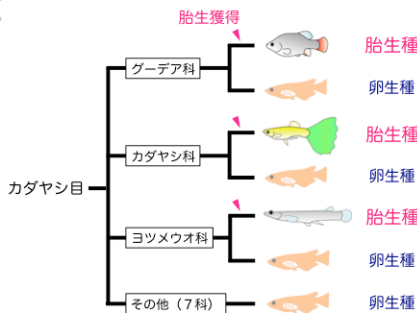 胎生獲得
胎生種
グーデア科
卵生種
胎生種
カダヤシ科
卵生種
カダヤシ目
胎生種
ヨツメウオ科
卵生種
その他（7科）
卵生種